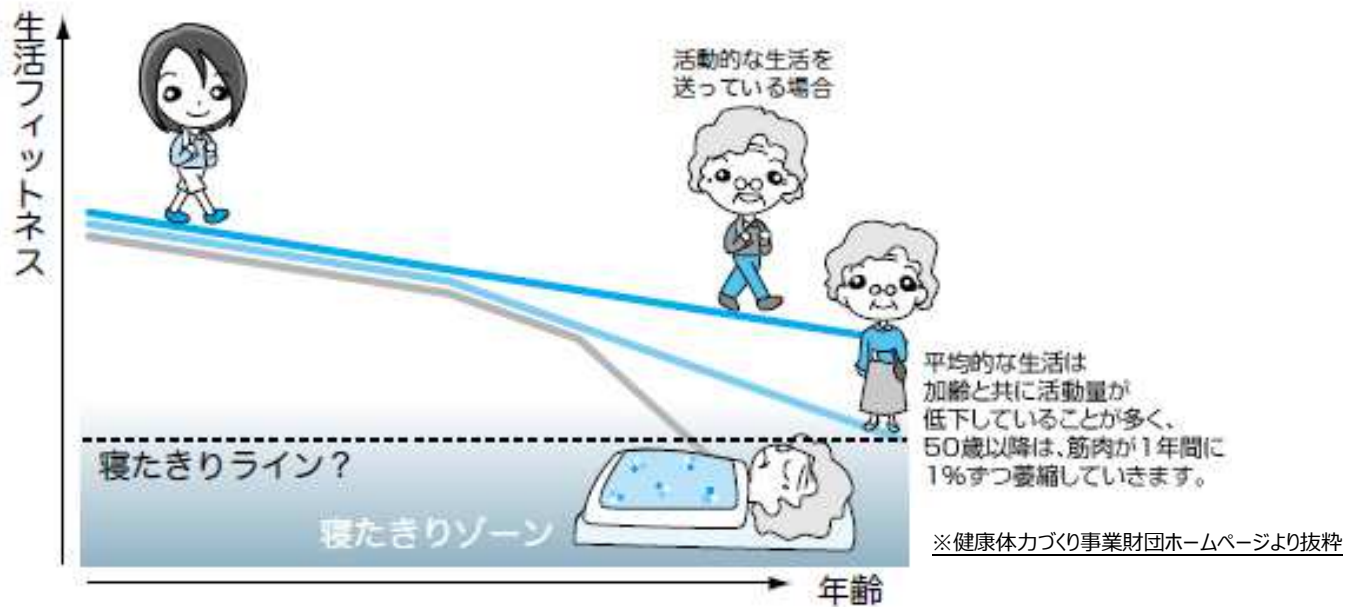 生活フィットネス
活動的な生活を
送っている場合
平均的な生活は
加齢と共に活動量が
低下していることが多く、
50歳以降は、筋肉が1年間に
1%ずつ萎縮していきます。
寝たきりライン？
寝たきりゾーン
※健康体力づくり事業財団ホームページより抜粋
年齢